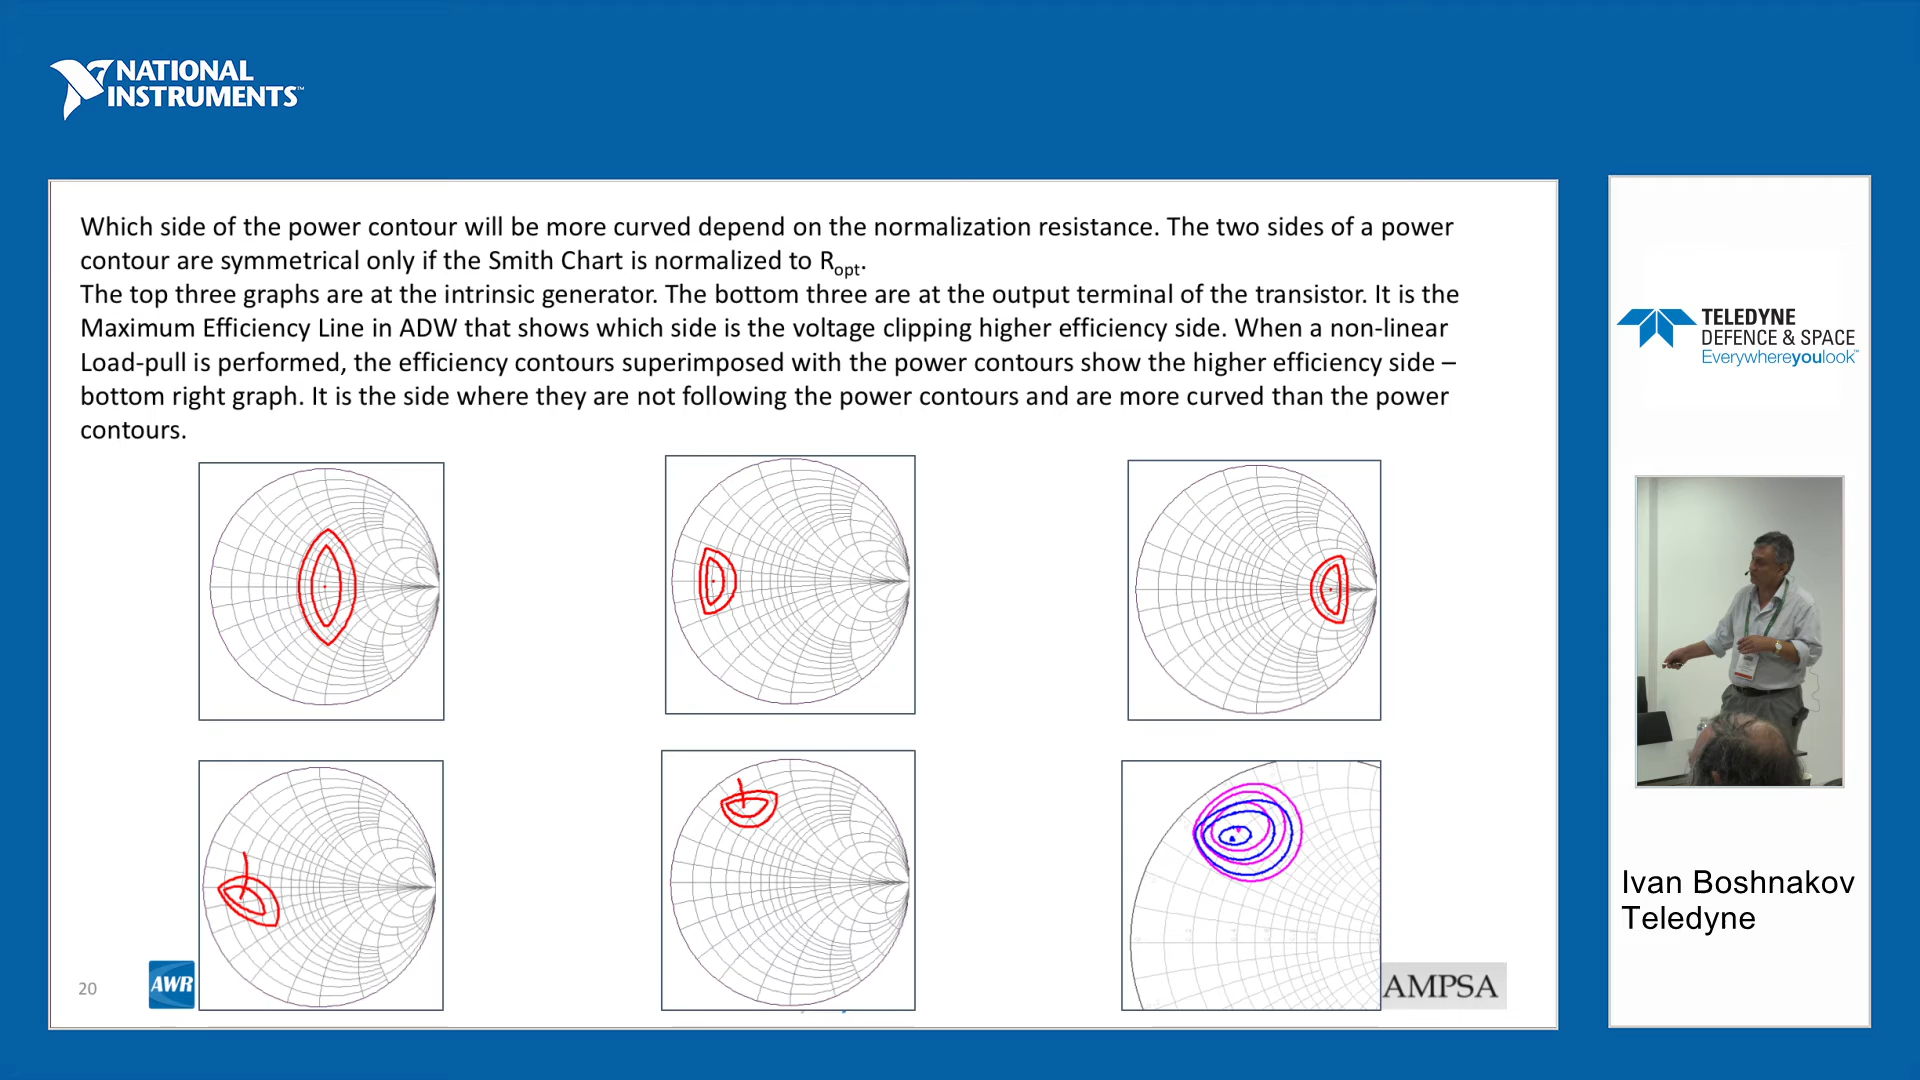 NATIONAL
INSTRUMENTS™
Which side of the power contour will be more curved depend on the normalization resistance. The two sides of a power
contour are symmetrical only if the Smith Chart is normalized to Ropt.
The top three graphs are at the intrinsic generator. The bottom three are at the output terminal of the transistor. It is the
Maximum Efficiency Line in ADW that shows which side is the voltage clipping higher efficiency side. When a non-linear
Load-pull is performed, the efficiency contours superimposed with the power contours show the higher efficiency side –
bottom right graph. It is the side where they are not following the power contours and are more curved than the power
contours.
20
AWR
AMPSA
TELEDYNE
DEFENCE & SPACE
Everywhereyoulook™
Ivan Boshnakov
Teledyne